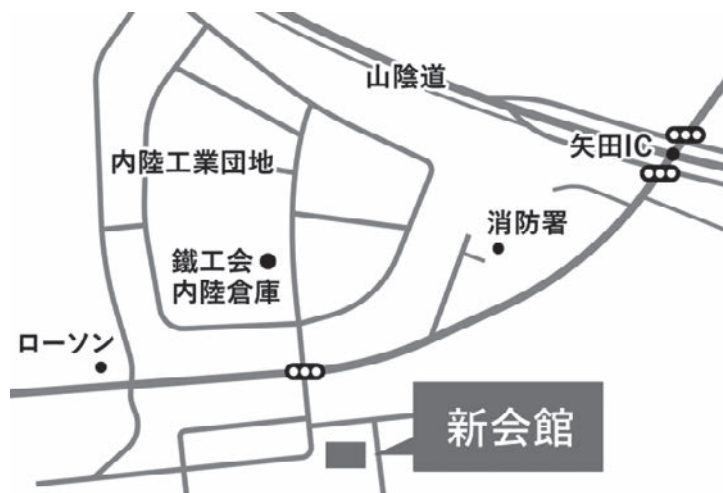 山陰道
矢田IC
内陸工業団地
消防署
鐵工会
内陸倉庫
ローソン
新会館